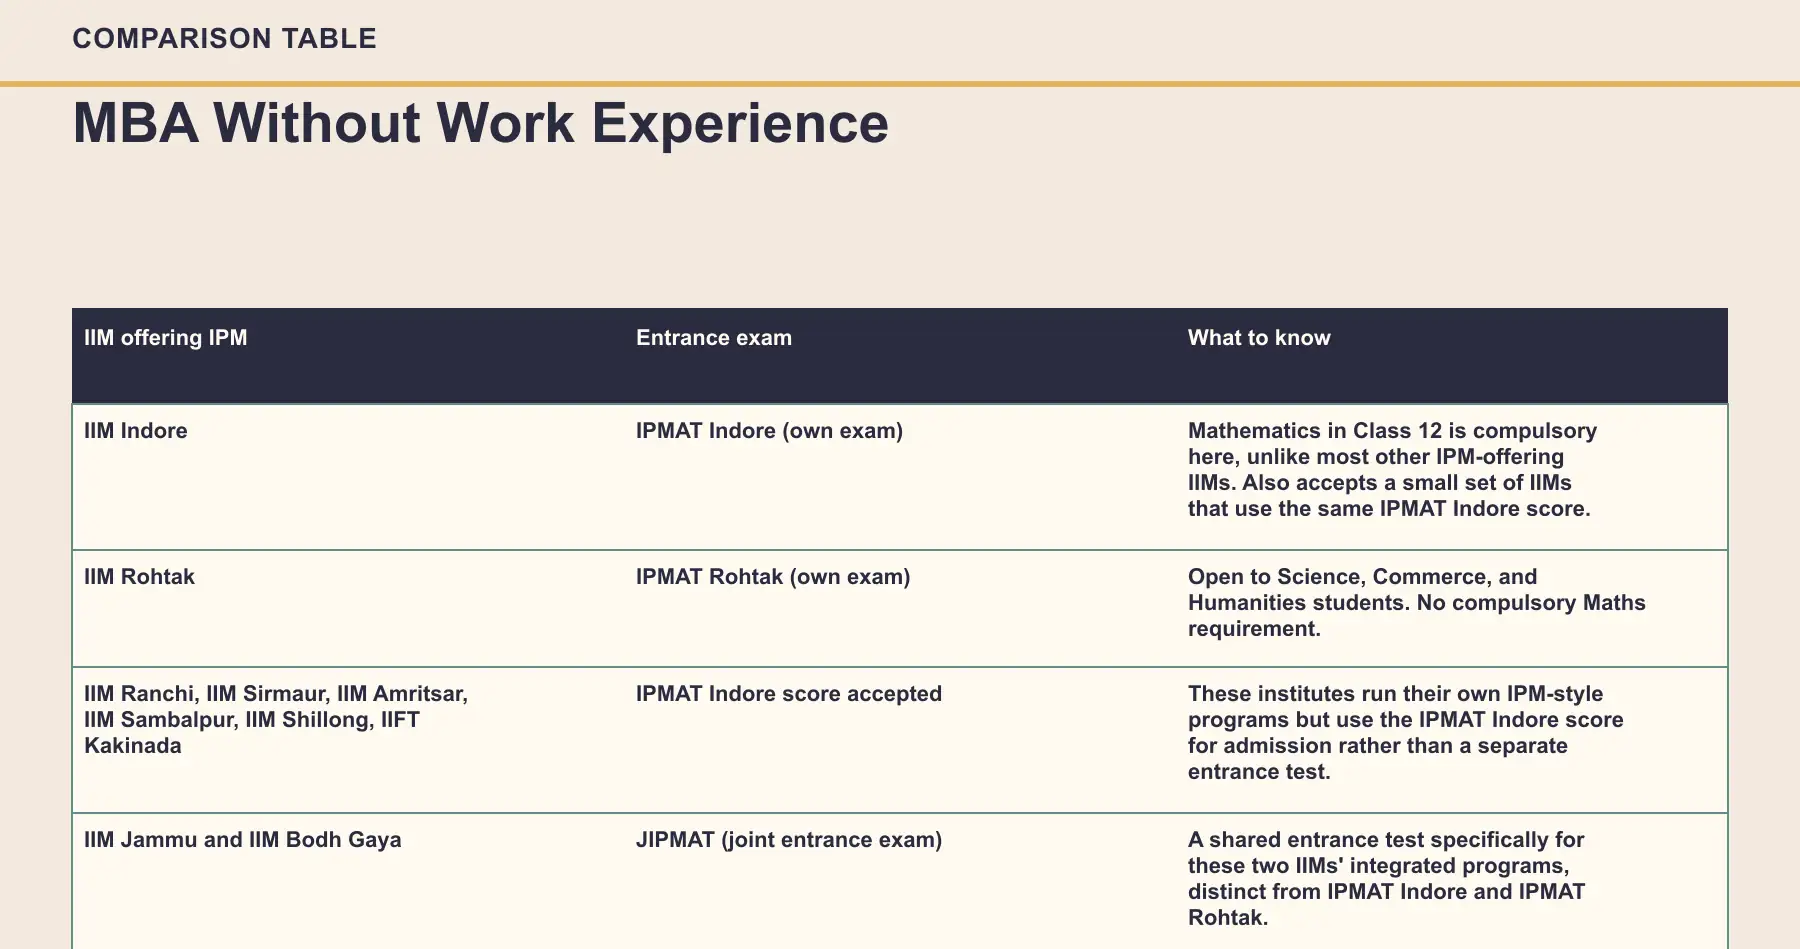 COMPARISON TABLE
MBA Without Work Experience
IIM offering IPM
Entrance exam
What to know
IIM Indore
IPMAT Indore (own exam)
Mathematics in Class 12 is compulsory
here, unlike most other IPM-offering
IIMs. Also accepts a small set of IIMs
that use the same IPMAT Indore score.
IIM Rohtak
IPMAT Rohtak (own exam)
Open to Science, Commerce, and
Humanities students. No compulsory Maths
requirement.
IIM Ranchi, IIM Sirmaur, IIM Amritsar,
IIM Sambalpur, IIM Shillong, IIFT
Kakinada
IPMAT Indore score accepted
These institutes run their own IPM-style
programs but use the IPMAT Indore score
for admission rather than a separate
entrance test.
IIM Jammu and IIM Bodh Gaya
JIPMAT (joint entrance exam)
A shared entrance test specifically for
these two IIMs' integrated programs,
distinct from IPMAT Indore and IPMAT
Rohtak.